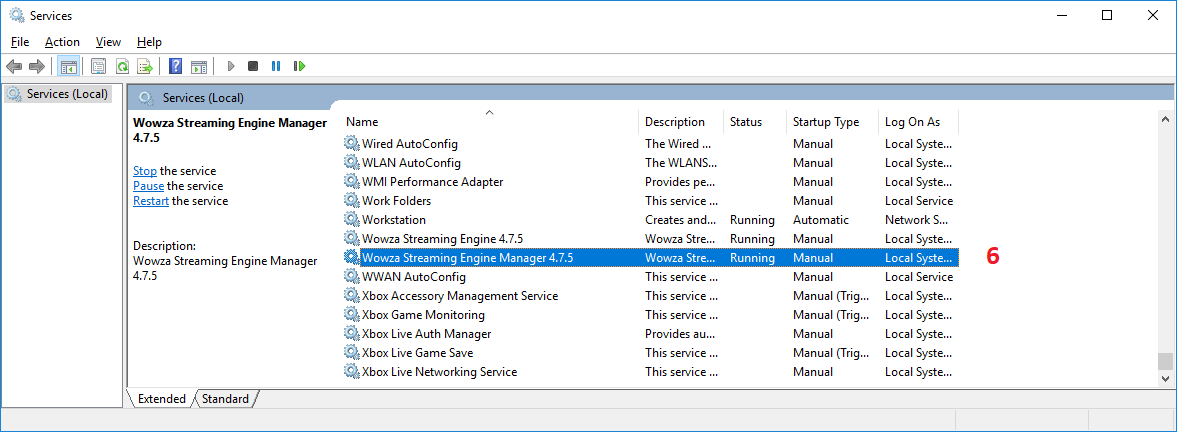 Services
File Action View Help
Services (Local)
Services (Local)
Wowza Streaming Engine Manager
4.7.5
Stop the service
Pause the service
Restart the service
Description:
Wowza Streaming Engine Manager
4.7.5
Name Description Status Startup Type Log On As
Wired AutoConfig The Wired ... Manual Local Syste...
WLAN AutoConfig The WLANS... Manual Local Syste...
WMI Performance Adapter Provides pe... Manual Local Syste...
Work Folders This service ... Manual Local Service
Workstation Creates and... Running Automatic Network S...
Wowza Streaming Engine 4.7.5 Wowza Stre... Running Manual Local Syste...
Wowza Streaming Engine Manager 4.7.5 Wowza Stre... Running Manual Local Syste... 6
WWAN AutoConfig This service ... Manual Local Service
Xbox Accessory Management Service This service ... Manual (Trig... Local Syste...
Xbox Game Monitoring This service ... Manual (Trig... Local Syste...
Xbox Live Auth Manager Provides au... Manual Local Syste...
Xbox Live Game Save This service ... Manual (Trig... Local Syste...
Xbox Live Networking Service This service ... Manual Local Syste...
Extended Standard